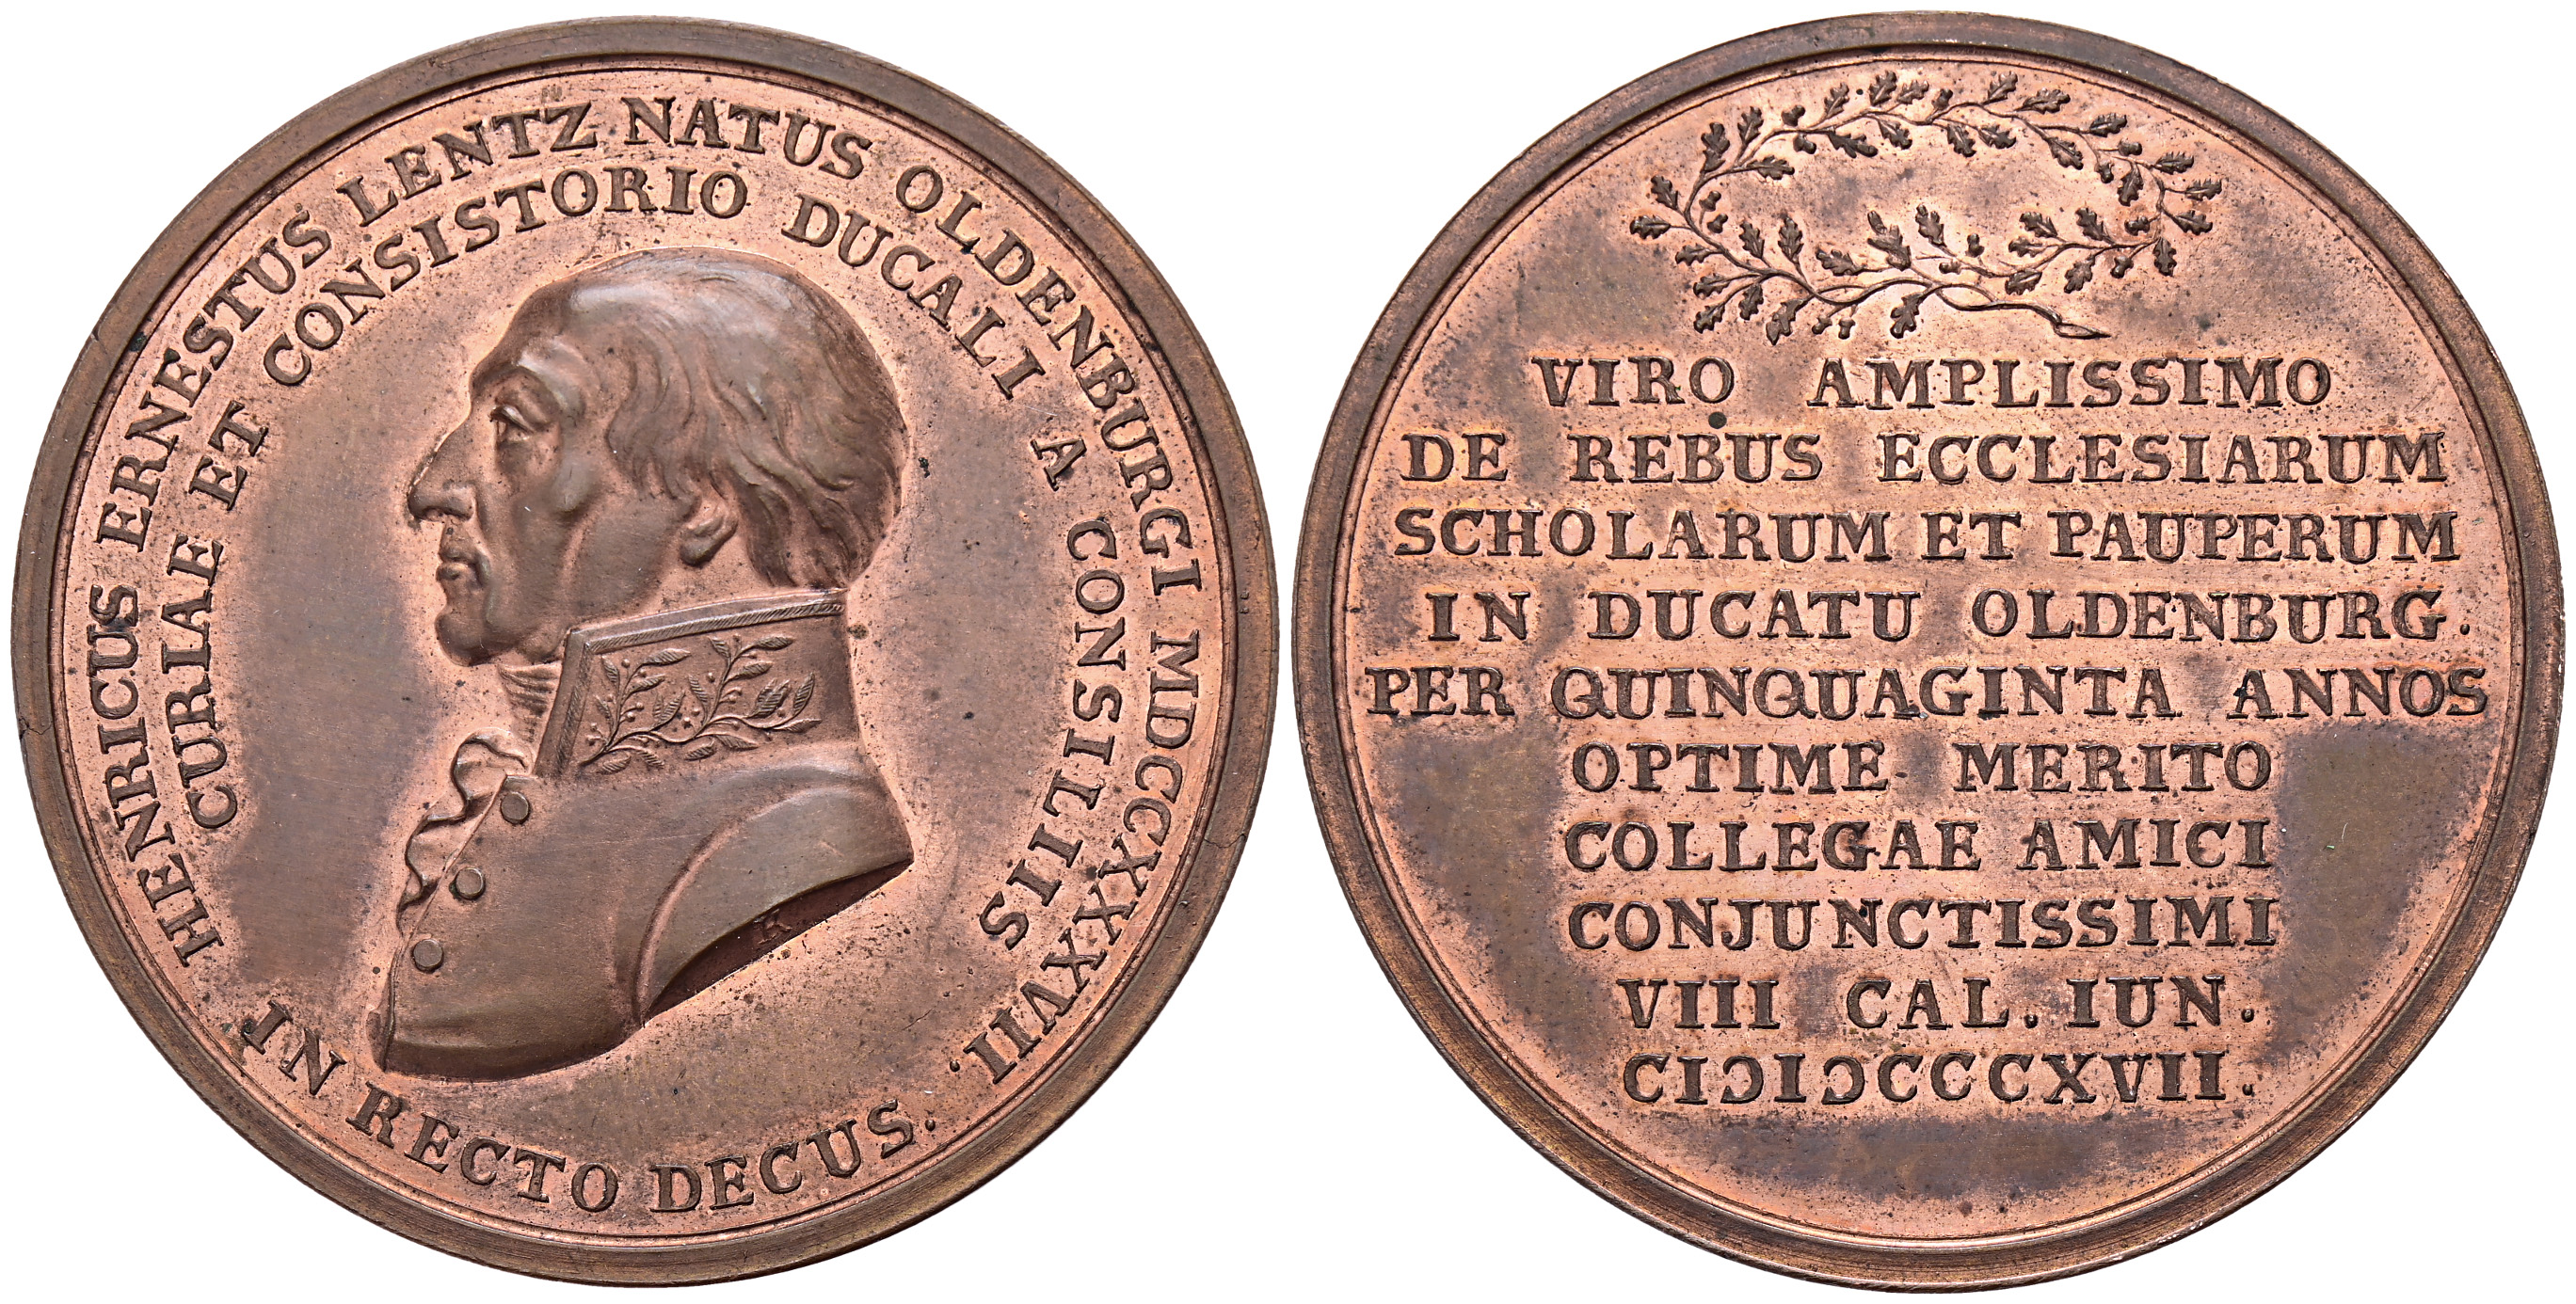 HENRICUS ERNESTUS LENTZ NATUS OLDENBURGI MDCCXXXVII.
CURIAE ET CONSISTORIO DUCALI A CONSILIIS
IN RECTO DECUS.
K
VIRO AMPLISSIMO
DE REBUS ECCLESIARUM
SCHOLARUM ET PAUPERUM
IN DUCATU OLDENBURG.
PER QUINQUAGINTA ANNOS
OPTIME MERITO
COLLEGAE AMICI
CONJUNCTISSIMI
VIII CAL. IUN.
CIↃIↃCCCXVII.